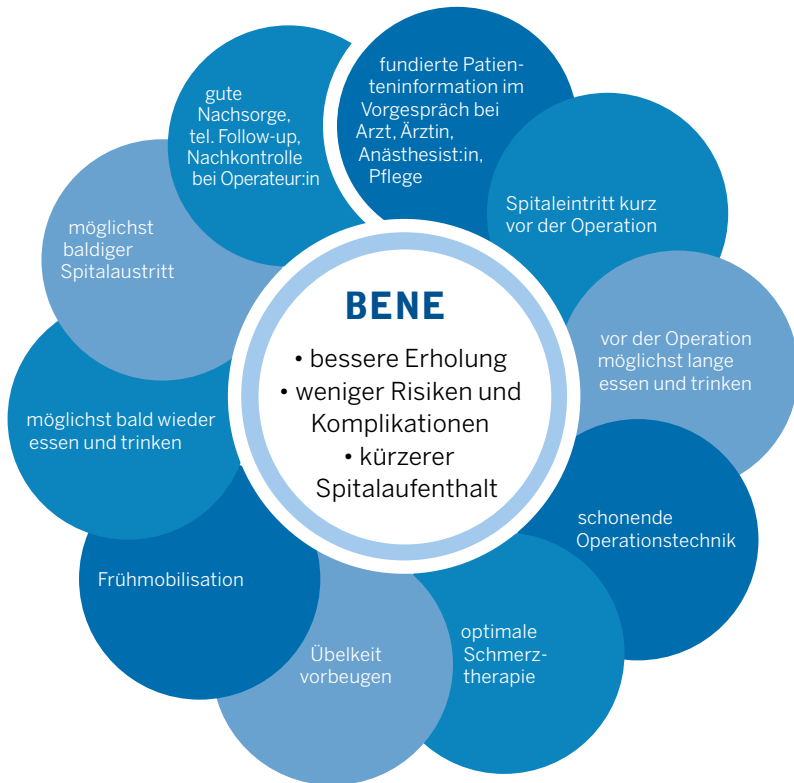 fundierte Patien-
teninformation im
Vorgespräch bei
Arzt, Ärztin,
Anästhesist:in,
Pflege
Spitaleintritt kurz
vor der Operation
vor der Operation
möglichst lange
essen und trinken
schonende
Operationstechnik
optimale
Schmerz-
therapie
Übelkeit
vorbeugen
Frühmobilisation
möglichst bald wieder
essen und trinken
möglichst
baldiger
Spitalaustritt
gute
Nachsorge,
tel. Follow-up,
Nachkontrolle
bei Operateur:in
BENE
• bessere Erholung
• weniger Risiken und
Komplikationen
• kürzerer
Spitalaufenthalt